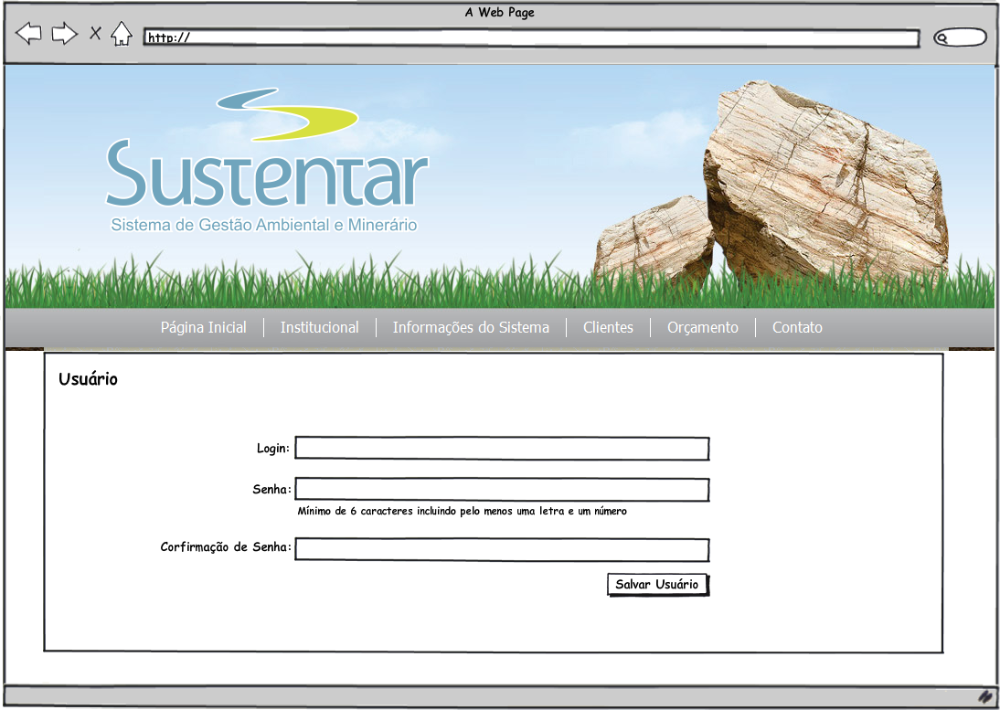 A Web Page
http://
Sustentar
Sistema de Gestão Ambiental e Minerário
Página Inicial
Institucional
Informações do Sistema
Clientes
Orçamento
Contato
Usuário
Login:
Senha:
Mínimo de 6 caracteres incluindo pelo menos uma letra e um número
Corfirmação de Senha:
Salvar Usuário